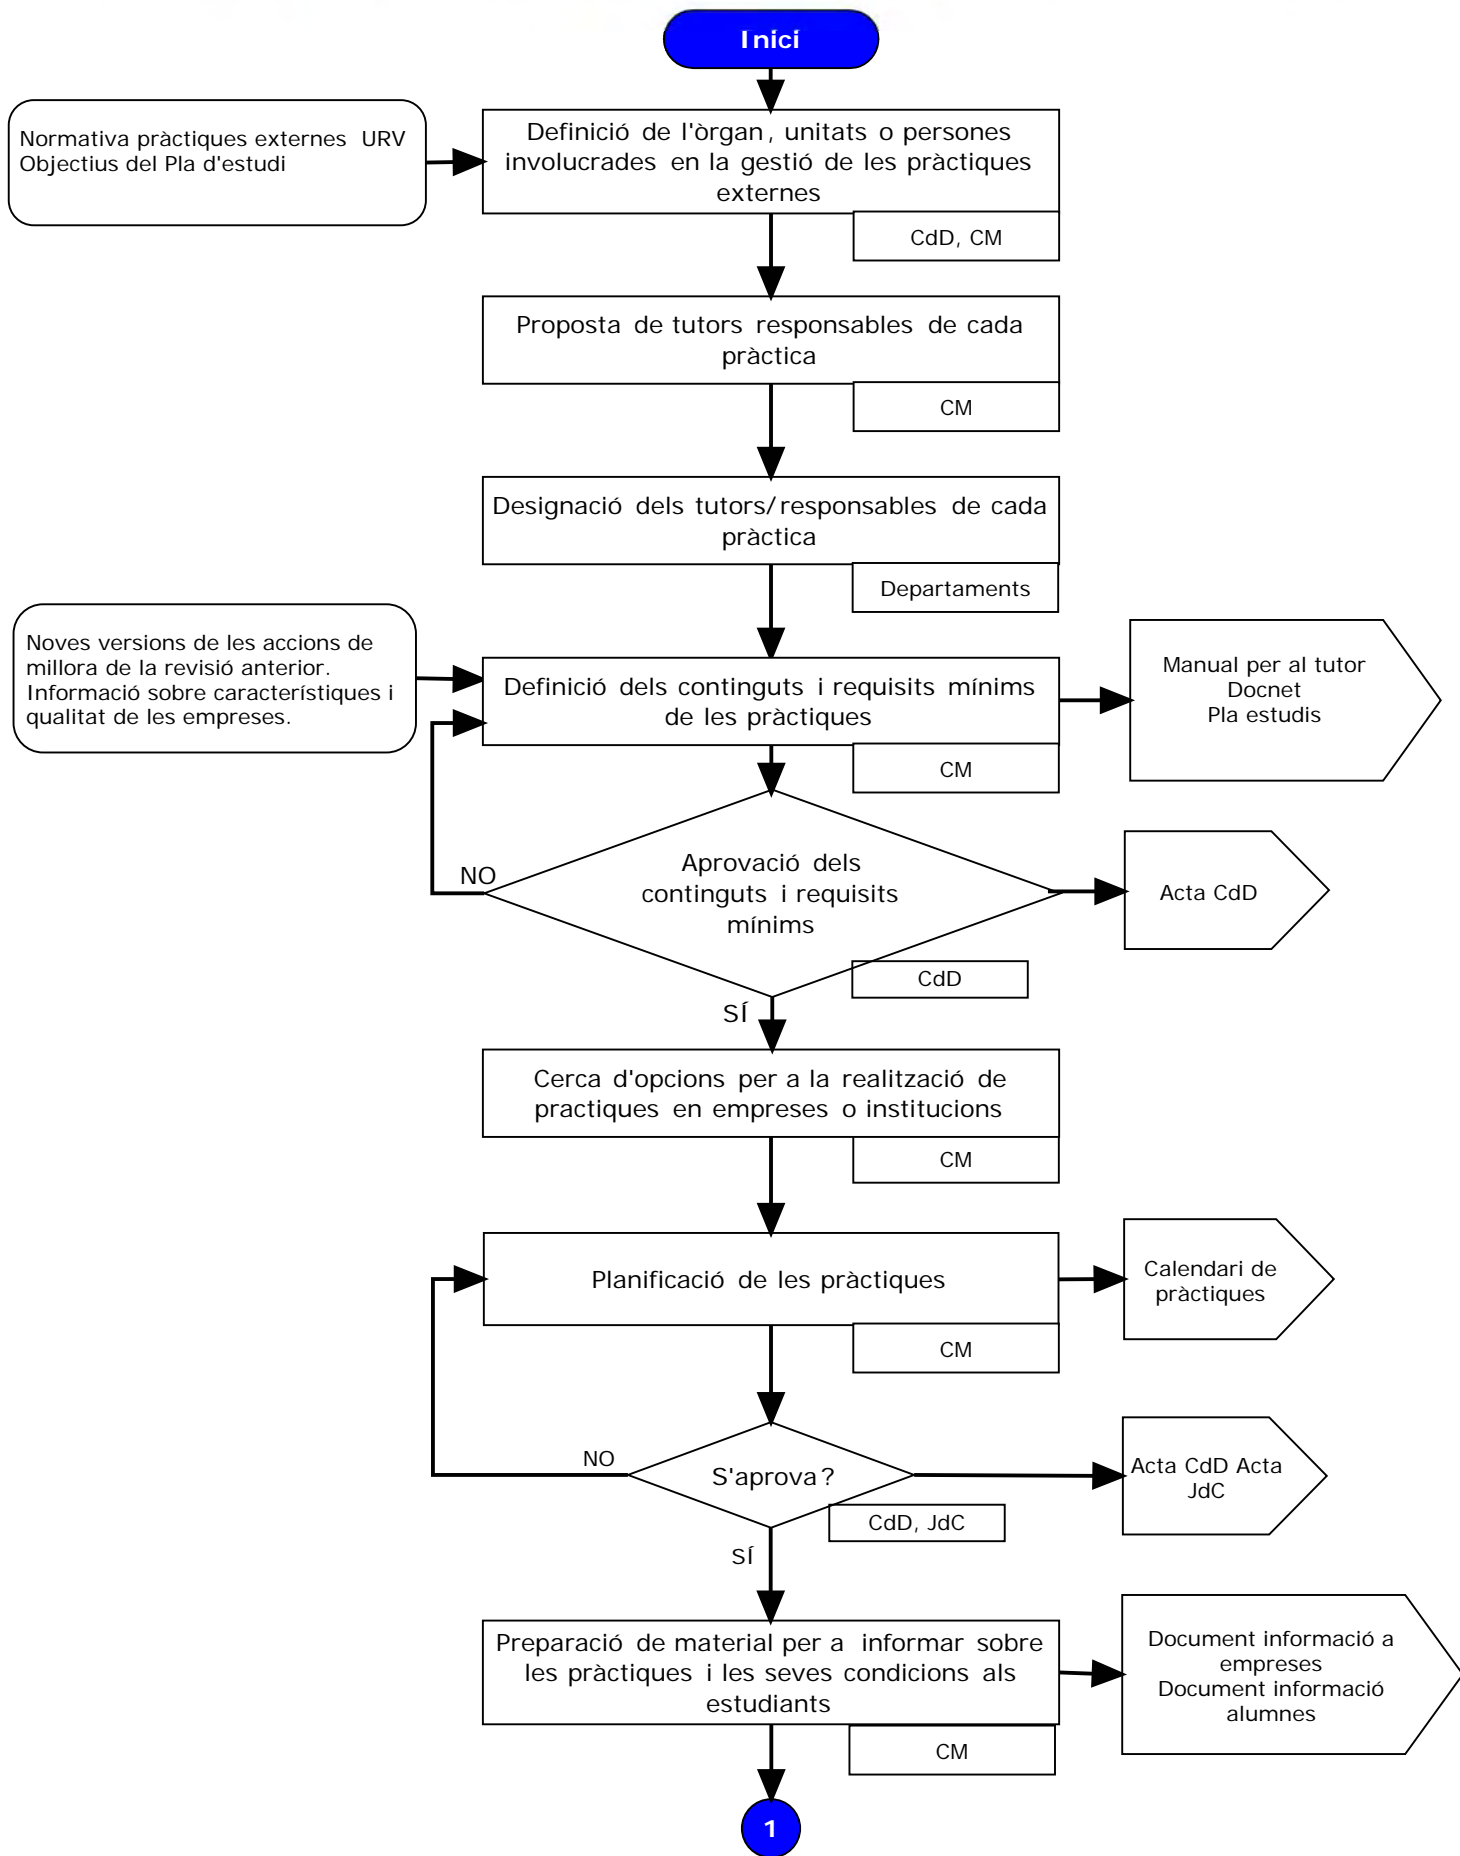 Inici
Normativa pràctiques externes URV
Objectius del Pla d'estudi
Definició de l'òrgan, unitats o persones
involucrades en la gestió de les pràctiques
externes
CdD, CM
Proposta de tutors responsables de cada
pràctica
CM
Designació dels tutors/responsables de cada
pràctica
Departaments
Noves versions de les accions de
millora de la revisió anterior.
Informació sobre característiques i
qualitat de les empreses.
Definició dels continguts i requisits mínims
de les pràctiques
CM
Manual per al tutor
Docnet
Pla estudis
NO
Aprovació dels
continguts i requisits
mínims
CdD
Acta CdD
SÍ
Cerca d'opcions per a la realització de
practiques en empreses o institucions
CM
Planificació de les pràctiques
CM
Calendari de
pràctiques
NO
S'aprova?
CdD, JdC
Acta CdD Acta
JdC
SÍ
Preparació de material per a informar sobre
les pràctiques i les seves condicions als
estudiants
CM
Document informació a
empreses
Document informació
alumnes
1